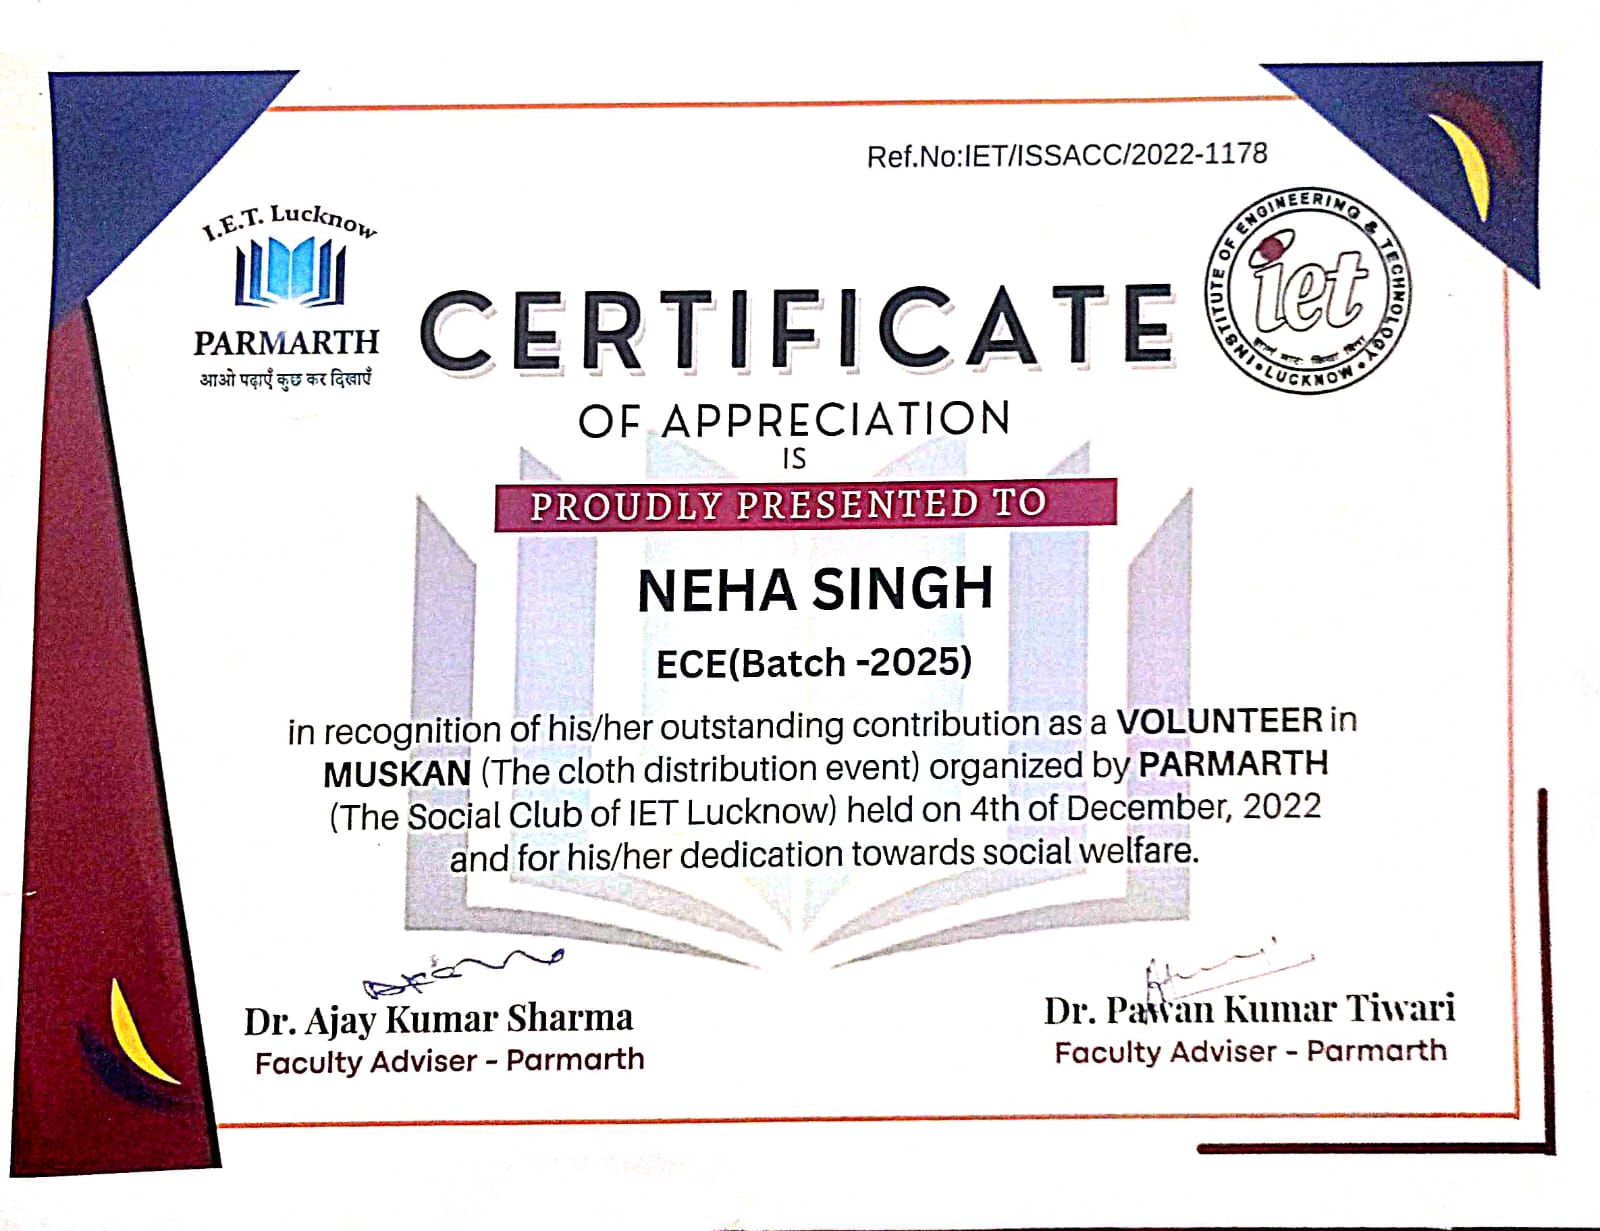 Ref.No:IET/ISSACC/2022-1178
I.E.T. Lucknow
PARMARTH
आओ पढ़ाएँ कुछ कर दिखाएँ
INSTITUTE OF ENGINEERING & TECHNOLOGY
iet
• LUCKNOW •
CERTIFICATE
OF APPRECIATION
IS
PROUDLY PRESENTED TO
NEHA SINGH
ECE(Batch -2025)
in recognition of his/her outstanding contribution as a VOLUNTEER in
MUSKAN (The cloth distribution event) organized by PARMARTH
(The Social Club of IET Lucknow) held on 4th of December, 2022
and for his/her dedication towards social welfare.
Dr. Ajay Kumar Sharma
Faculty Adviser - Parmarth
Dr. Pawan Kumar Tiwari
Faculty Adviser - Parmarth